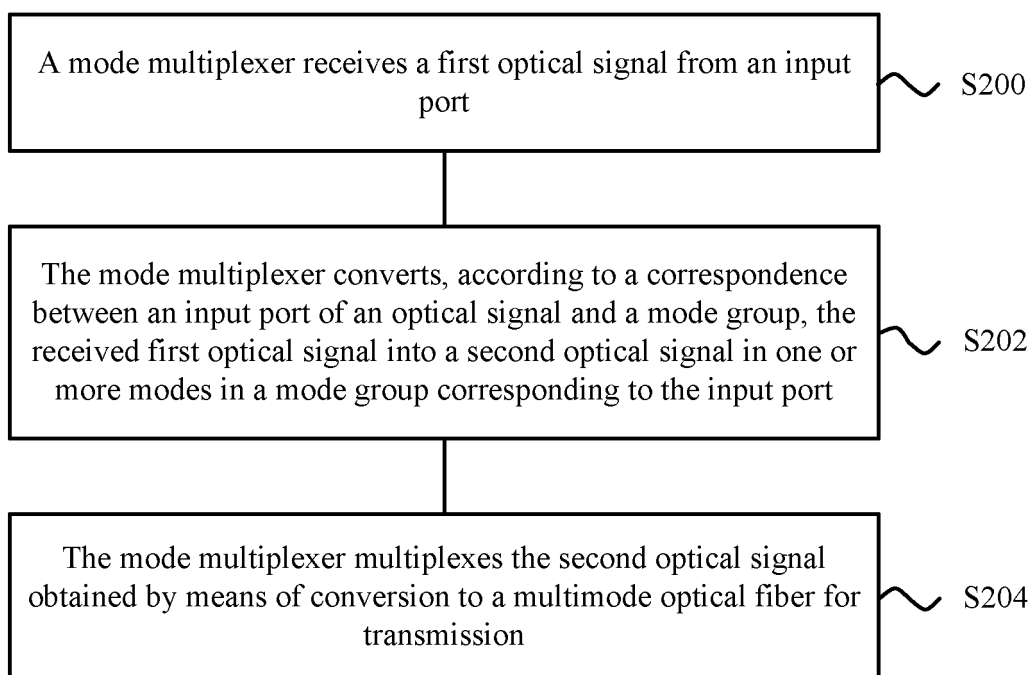 A mode multiplexer receives a first optical signal from an input
port
S200
The mode multiplexer converts, according to a correspondence
between an input port of an optical signal and a mode group, the
received first optical signal into a second optical signal in one or
more modes in a mode group corresponding to the input port
S202
The mode multiplexer multiplexes the second optical signal
obtained by means of conversion to a multimode optical fiber for
transmission
S204